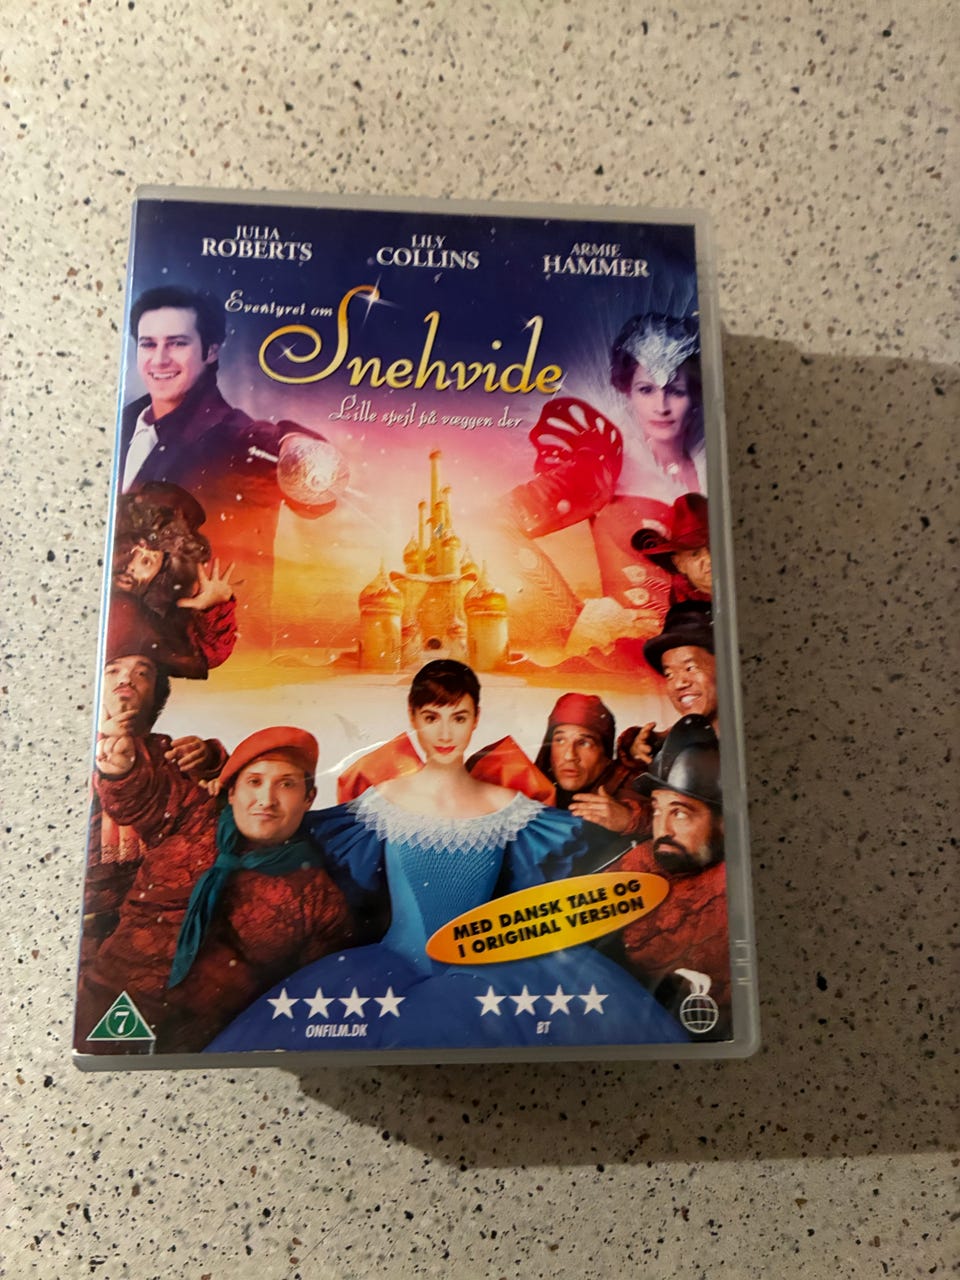 JULIA
ROBERTS
LILY
COLLINS
ARMIE
HAMMER
Eventyret om
Snehvide
Lille spejl på væggen der
MED DANSK TALE OG
I ORIGINAL VERSION
7
ONFILM.DK
BT